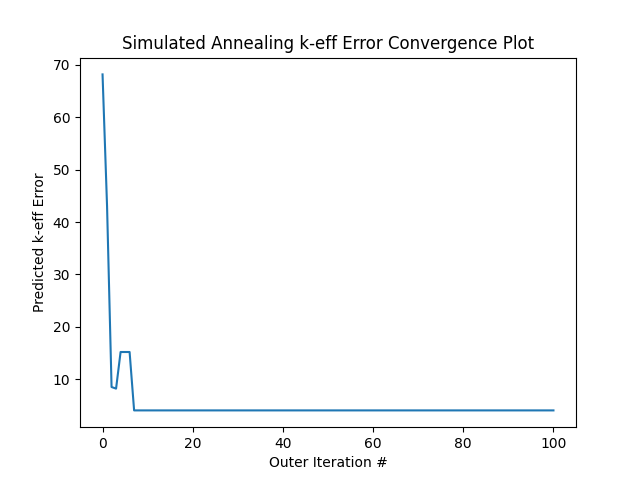 Simulated Annealing k-eff Error Convergence Plot
70
60
50
40
30
20
10
Predicted k-eff Error
0 20 40 60 80 100
Outer Iteration #